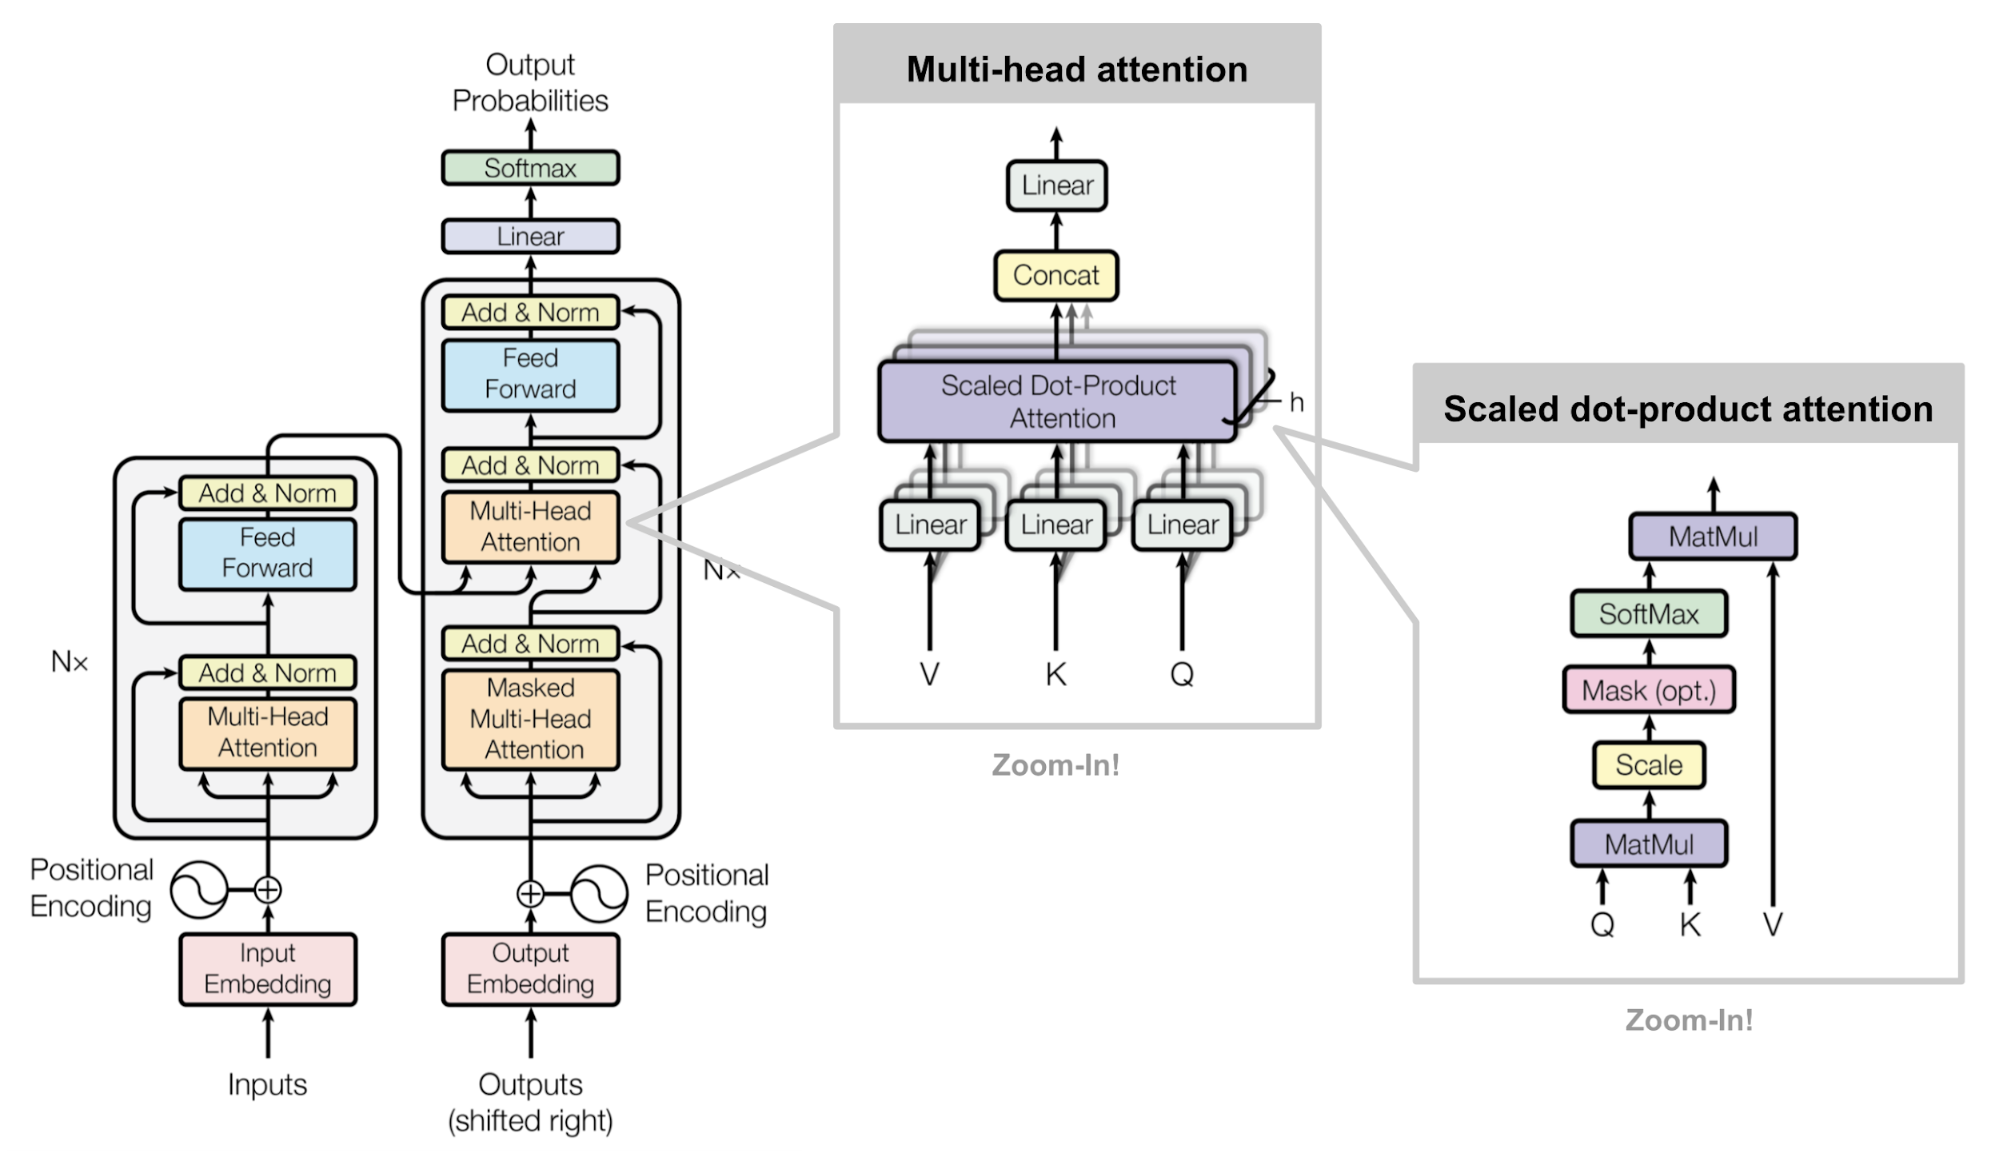 Output
Probabilities
Softmax
Linear
Add & Norm
Feed
Forward
Add & Norm
Multi-Head
Attention
Nx
Add & Norm
Masked
Multi-Head
Attention
Positional
Encoding
Output
Embedding
Outputs
(shifted right)
Add & Norm
Feed
Forward
Nx
Add & Norm
Multi-Head
Attention
Positional
Encoding
Input
Embedding
Inputs
Multi-head attention
Linear
Concat
Scaled Dot-Product
Attention
h
Linear Linear Linear
V K Q
Zoom-In!
Scaled dot-product attention
MatMul
SoftMax
Mask (opt.)
Scale
MatMul
Q K V
Zoom-In!